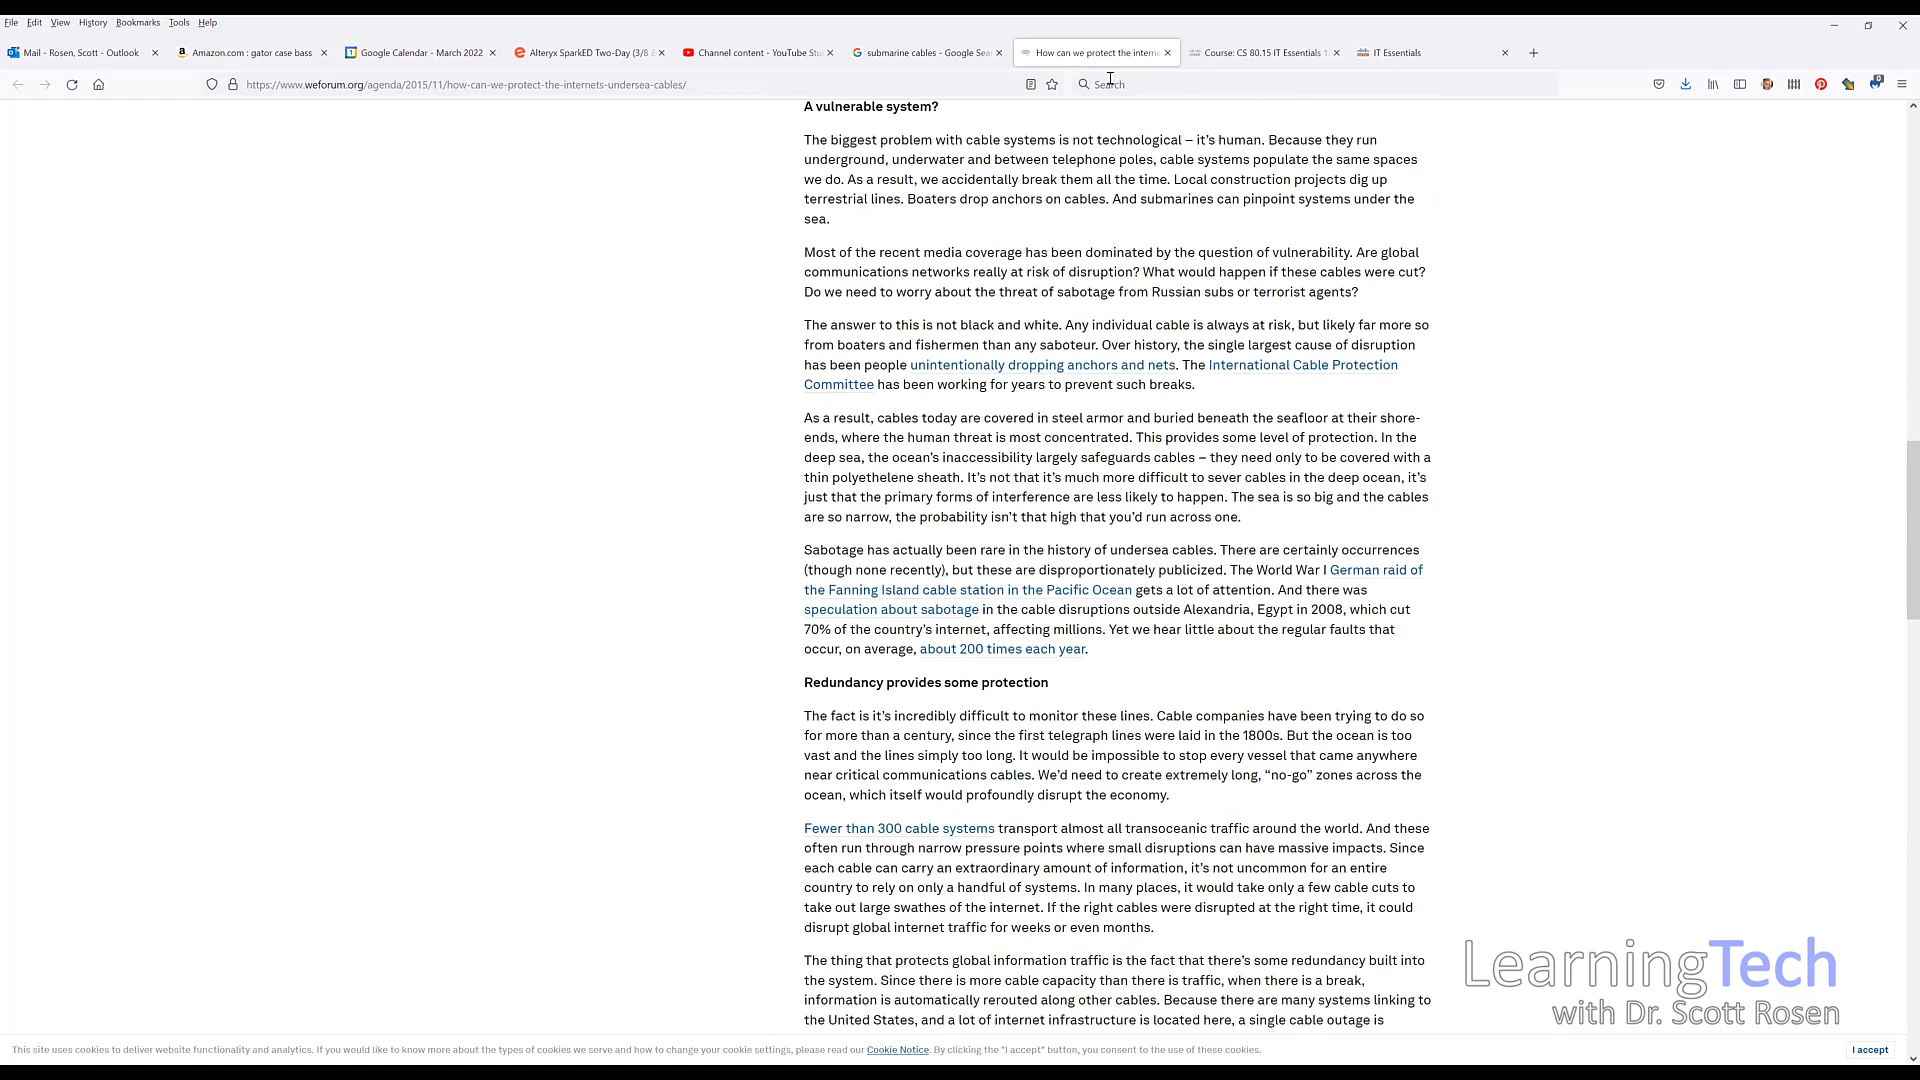 File Edit View History Bookmarks Tools Help
Mail - Rosen, Scott - Outlook
Amazon.com : gator case bass
Google Calendar - March 2022
Alteryx SparkED Two-Day (3/8 &
Channel content - YouTube Stu
submarine cables - Google Sea
How can we protect the interne
Course: CS 80.15 IT Essentials 1
IT Essentials
https://www.weforum.org/agenda/2015/11/how-can-we-protect-the-internets-undersea-cables/
Search
0
A vulnerable system?
The biggest problem with cable systems is not technological – it's human. Because they run
underground, underwater and between telephone poles, cable systems populate the same spaces
we do. As a result, we accidentally break them all the time. Local construction projects dig up
terrestrial lines. Boaters drop anchors on cables. And submarines can pinpoint systems under the
sea.
Most of the recent media coverage has been dominated by the question of vulnerability. Are global
communications networks really at risk of disruption? What would happen if these cables were cut?
Do we need to worry about the threat of sabotage from Russian subs or terrorist agents?
The answer to this is not black and white. Any individual cable is always at risk, but likely far more so
from boaters and fishermen than any saboteur. Over history, the single largest cause of disruption
has been people unintentionally dropping anchors and nets. The International Cable Protection
Committee has been working for years to prevent such breaks.
As a result, cables today are covered in steel armor and buried beneath the seafloor at their shore-
ends, where the human threat is most concentrated. This provides some level of protection. In the
deep sea, the ocean's inaccessibility largely safeguards cables – they need only to be covered with a
thin polyethelene sheath. It's not that it's much more difficult to sever cables in the deep ocean, it's
just that the primary forms of interference are less likely to happen. The sea is so big and the cables
are so narrow, the probability isn't that high that you'd run across one.
Sabotage has actually been rare in the history of undersea cables. There are certainly occurrences
(though none recently), but these are disproportionately publicized. The World War I German raid of
the Fanning Island cable station in the Pacific Ocean gets a lot of attention. And there was
speculation about sabotage in the cable disruptions outside Alexandria, Egypt in 2008, which cut
70% of the country's internet, affecting millions. Yet we hear little about the regular faults that
occur, on average, about 200 times each year.
Redundancy provides some protection
The fact is it's incredibly difficult to monitor these lines. Cable companies have been trying to do so
for more than a century, since the first telegraph lines were laid in the 1800s. But the ocean is too
vast and the lines simply too long. It would be impossible to stop every vessel that came anywhere
near critical communications cables. We'd need to create extremely long, “no-go” zones across the
ocean, which itself would profoundly disrupt the economy.
Fewer than 300 cable systems transport almost all transoceanic traffic around the world. And these
often run through narrow pressure points where small disruptions can have massive impacts. Since
each cable can carry an extraordinary amount of information, it's not uncommon for an entire
country to rely on only a handful of systems. In many places, it would take only a few cable cuts to
take out large swathes of the internet. If the right cables were disrupted at the right time, it could
disrupt global internet traffic for weeks or even months.
The thing that protects global information traffic is the fact that there's some redundancy built into
the system. Since there is more cable capacity than there is traffic, when there is a break,
information is automatically rerouted along other cables. Because there are many systems linking to
the United States, and a lot of internet infrastructure is located here, a single cable outage is
LearningTech
with Dr. Scott Rosen
This site uses cookies to deliver website functionality and analytics. If you would like to know more about the types of cookies we serve and how to change your cookie settings, please read our Cookie Notice. By clicking the "I accept" button, you consent to the use of these cookies.
I accept